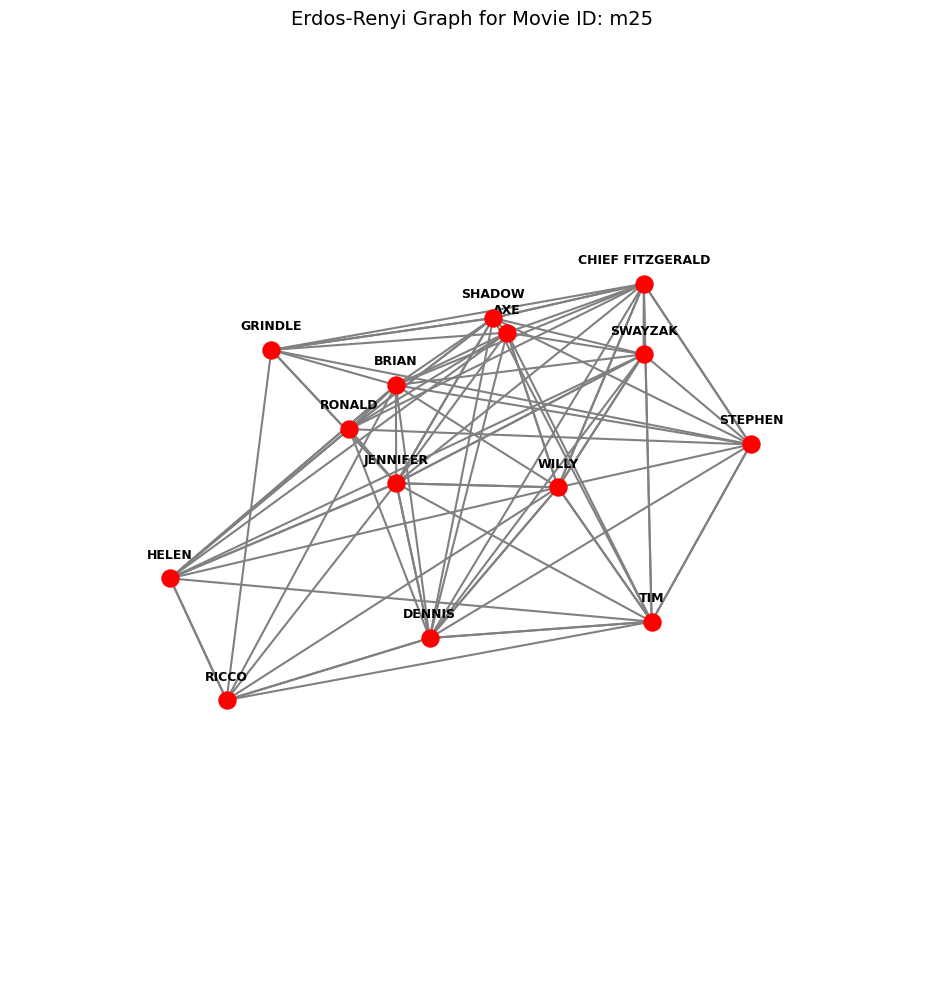 Erdos-Renyi Graph for Movie ID: m25
CHIEF FITZGERALD
SHADOW
AXE
GRINDLE
SWAYZAK
BRIAN
RONALD
STEPHEN
JENNIFER
WILLY
HELEN
TIM
DENNIS
RICCO